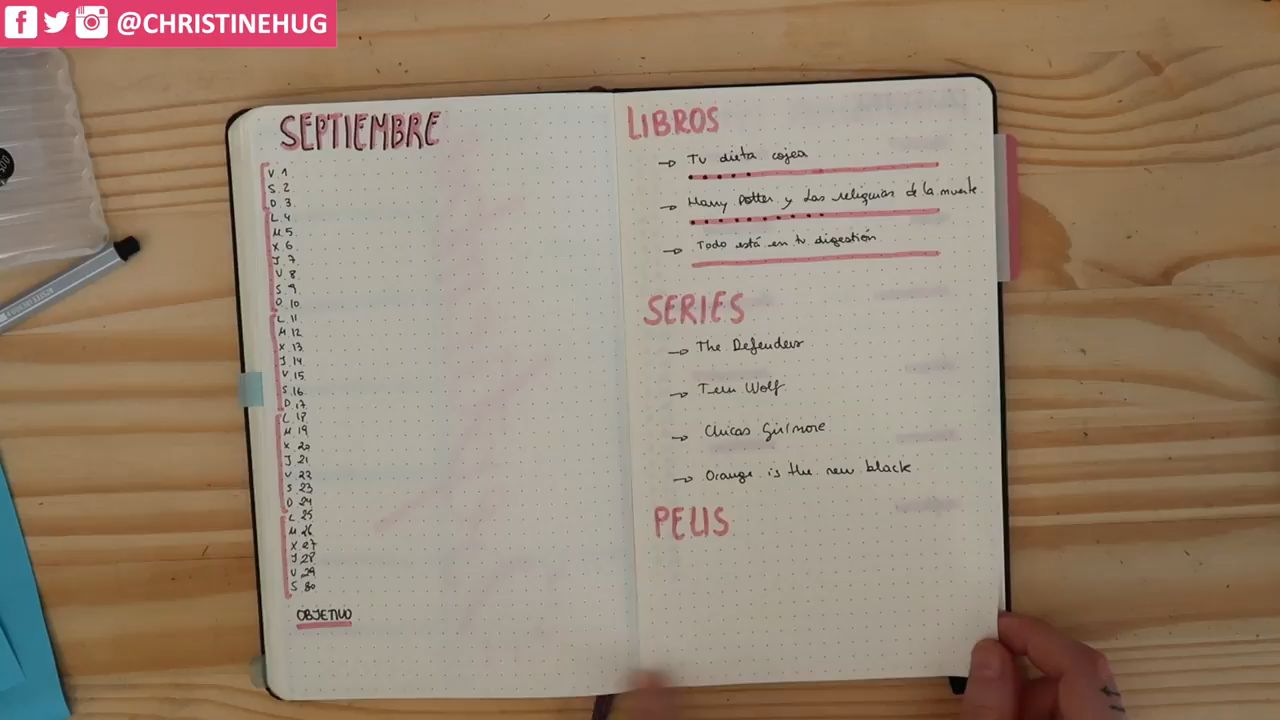 @CHRISTINEHUG
SEPTIEMBRE
V. 1
S. 2
D. 3
L. 4
M. 5
X. 6
J. 7
V. 8
S. 9
D. 10
L. 11
M. 12
X. 13
J. 14
V. 15
S. 16
D. 17
L. 18
M. 19
X. 20
J. 21
V. 22
S. 23
D. 24
L. 25
M. 26
X. 27
J. 28
V. 29
S. 30
OBJETIVO
LIBROS
→ Tu dieta cojea
→ Harry Potter y las reliquias de la muerte
→ Todo está en tu digestión
SERIES
→ The Defenders
→ Teen Wolf
→ Chicas Gilmore
→ Orange is the new black
PELIS